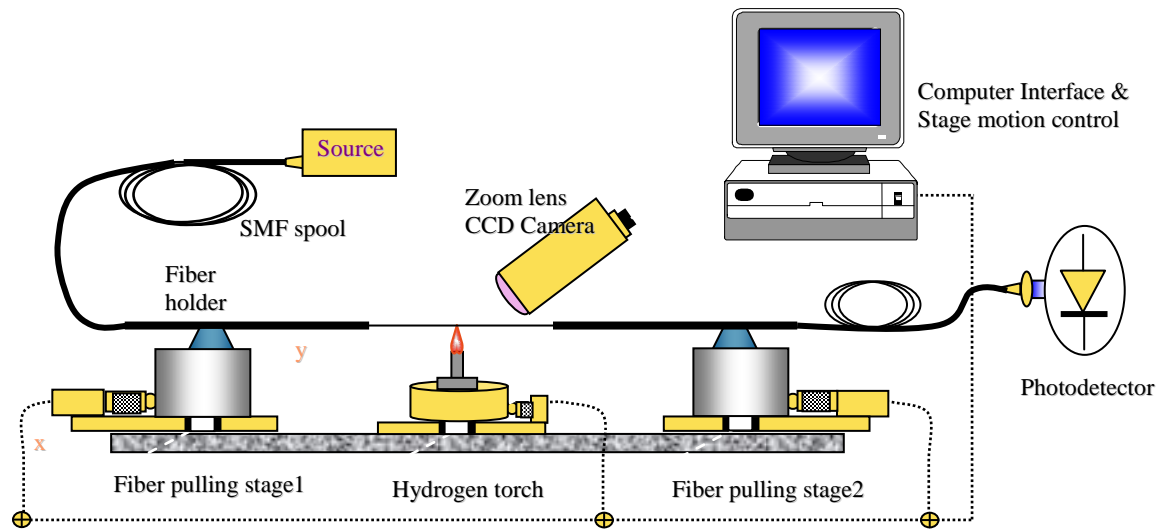 Computer Interface &
Stage motion control
Source
Zoom lens
CCD Camera
SMF spool
Fiber
holder
y
Photodetector
x
Fiber pulling stage1
Hydrogen torch
Fiber pulling stage2